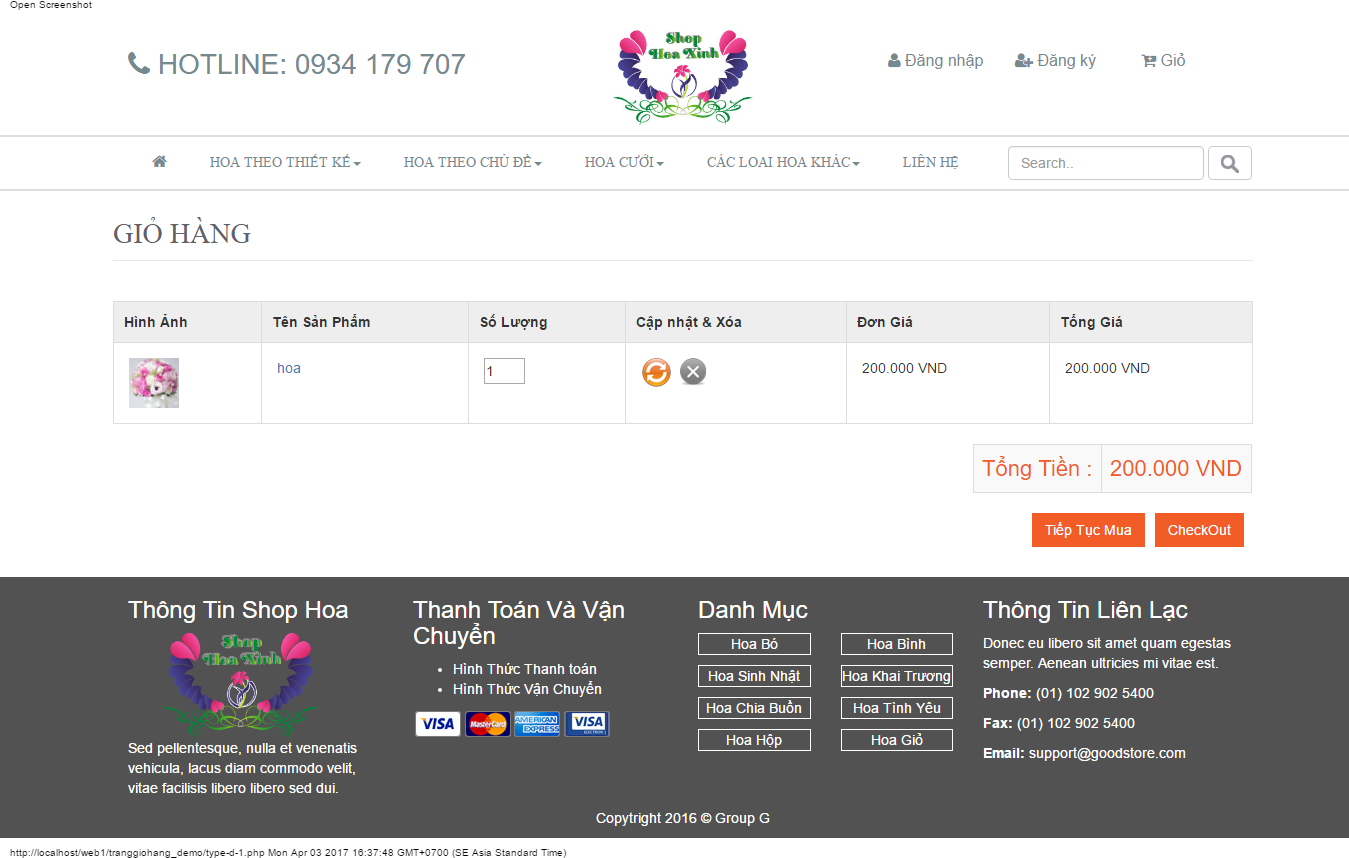 Open Screenshot
HOTLINE: 0934 179 707
Shop
Hoa Xinh
Đăng nhập
Đăng ký
Giỏ
HOA THEO THIẾT KẾ
HOA THEO CHỦ ĐỀ
HOA CƯỚI
CÁC LOẠI HOA KHÁC
LIÊN HỆ
Search..
GIỎ HÀNG
Hình Ảnh
Tên Sản Phẩm
Số Lượng
Cập nhật & Xóa
Đơn Giá
Tổng Giá
hoa
1
200.000 VND
200.000 VND
Tổng Tiền :
200.000 VND
Tiếp Tục Mua
CheckOut
Thông Tin Shop Hoa
Shop
Hoa Xinh
Sed pellentesque, nulla et venenatis
vehicula, lacus diam commodo velit,
vitae facilisis libero libero sed dui.
Thanh Toán Và Vận
Chuyển
Hình Thức Thanh toán
Hình Thức Vận Chuyển
VISA
MasterCard
AMERICAN
EXPRESS
VISA
ELECTRON
Danh Mục
Hoa Bó
Hoa Bình
Hoa Sinh Nhật
Hoa Khai Trương
Hoa Chia Buồn
Hoa Tình Yêu
Hoa Hộp
Hoa Giỏ
Thông Tin Liên Lạc
Donec eu libero sit amet quam egestas
semper. Aenean ultricies mi vitae est.
Phone: (01) 102 902 5400
Fax: (01) 102 902 5400
Email: support@goodstore.com
Copytright 2016 © Group G
http://localhost/web1/tranggiohang_demo/type-d-1.php Mon Apr 03 2017 16:37:48 GMT+0700 (SE Asia Standard Time)